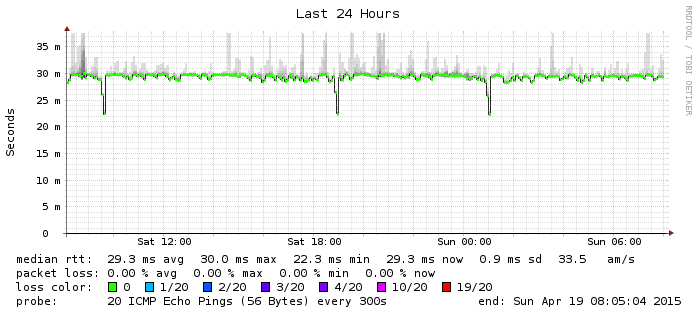 Last 24 Hours
RRDTOOL / TOBI OETIKER
Seconds
35 m
30 m
25 m
20 m
15 m
10 m
5 m
0
Sat 12:00 Sat 18:00 Sun 00:00 Sun 06:00
median rtt: 29.3 ms avg 30.0 ms max 22.3 ms min 29.3 ms now 0.9 ms sd 33.5 am/s
packet loss: 0.00 % avg 0.00 % max 0.00 % min 0.00 % now
loss color: 0 1/20 2/20 3/20 4/20 10/20 19/20
probe: 20 ICMP Echo Pings (56 Bytes) every 300s end: Sun Apr 19 08:05:04 2015